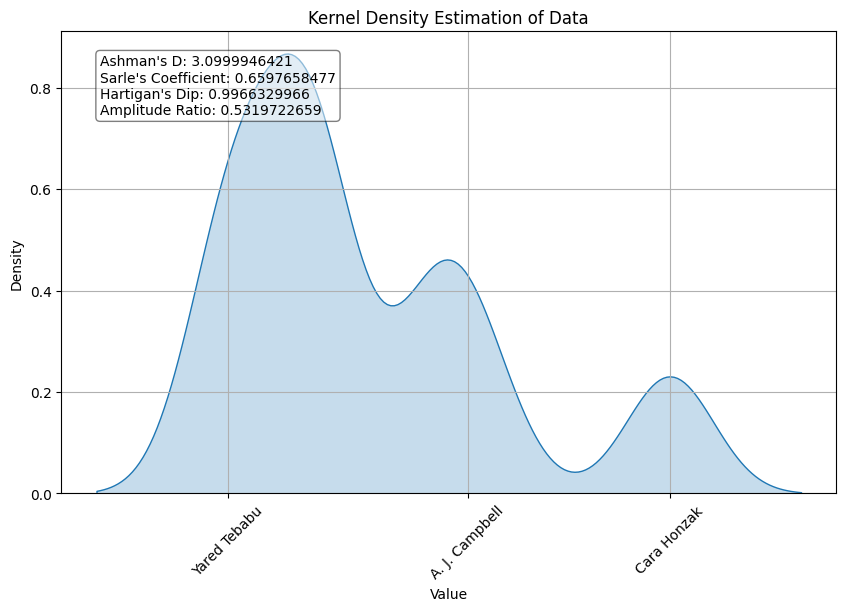 Kernel Density Estimation of Data
Ashman's D: 3.0999946421
Sarle's Coefficient: 0.6597658477
Hartigan's Dip: 0.9966329966
Amplitude Ratio: 0.5319722659
0.8
0.6
0.4
0.2
0.0
Density
Yared Tebabu
A. J. Campbell
Cara Honzak
Value